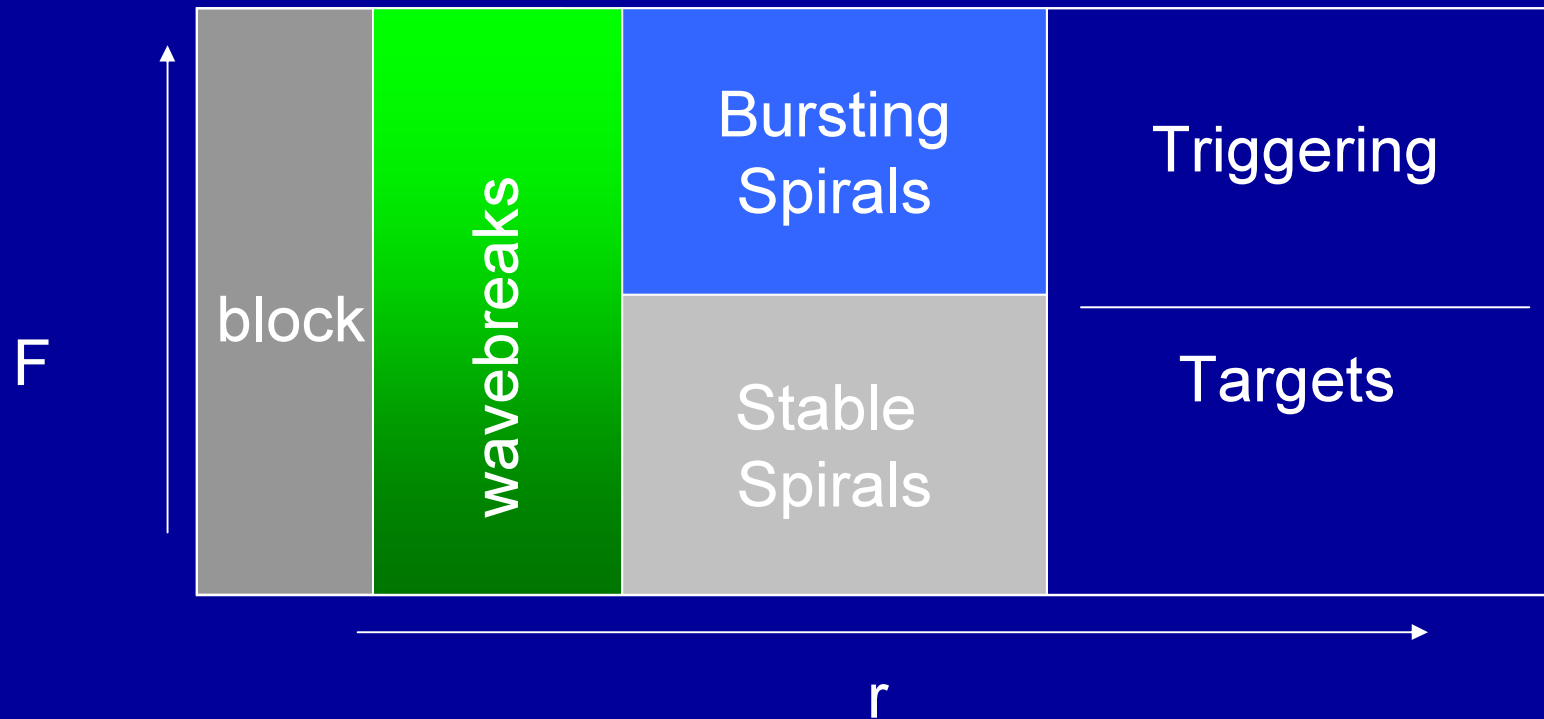 F
block
wavebreaks
Bursting
Spirals
Stable
Spirals
Triggering
Targets
r